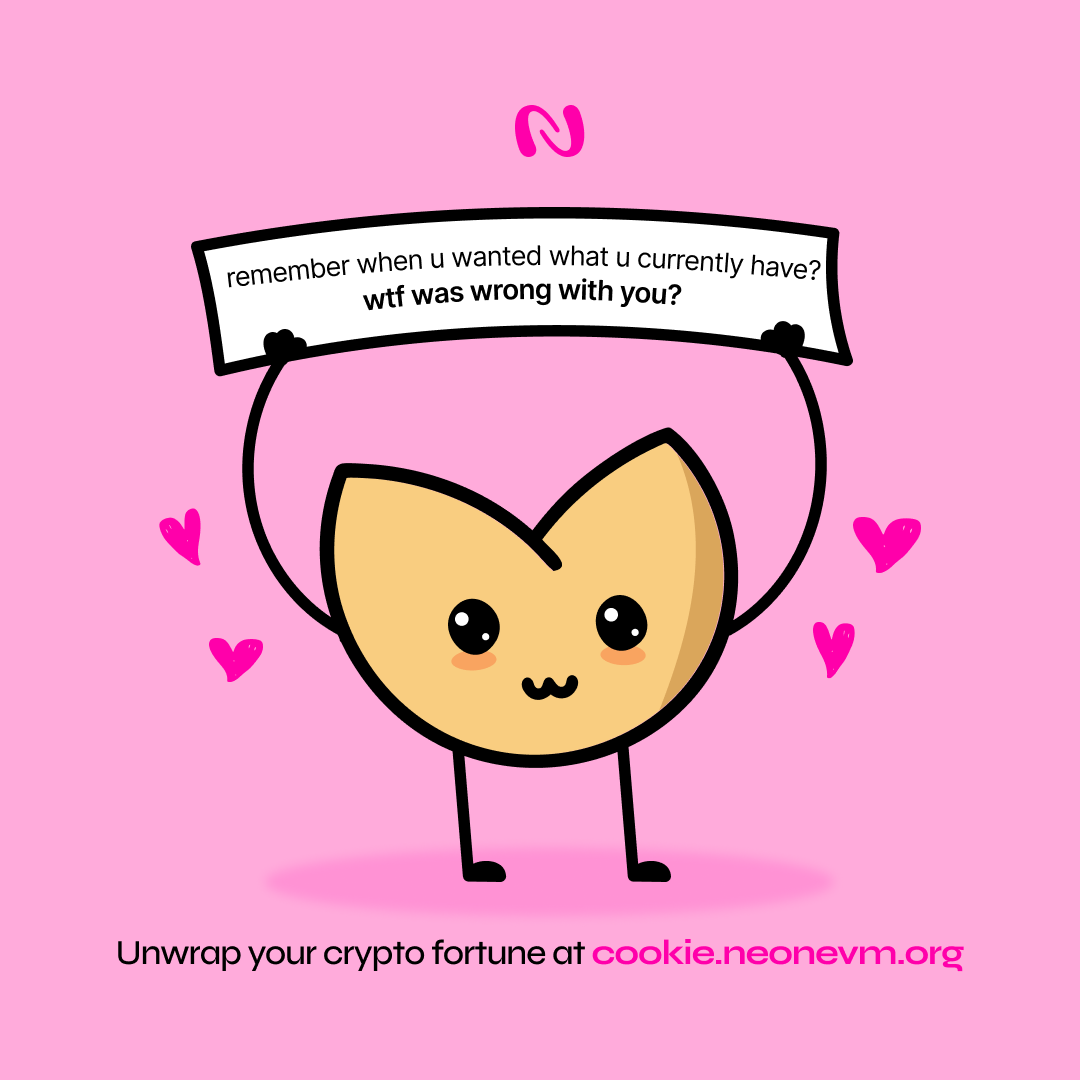 remember when u wanted what u currently have?
wtf was wrong with you?
Unwrap your crypto fortune at cookie.neonevm.org